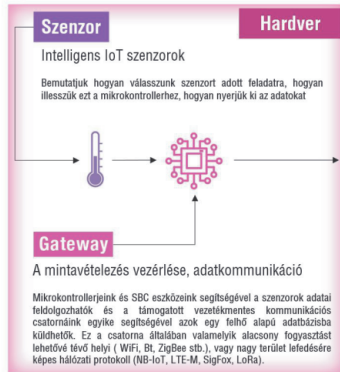 Szenzor
Hardver
Intelligens IoT szenzorok
Bemutatjuk hogyan válasszunk szenzort adott feladatra, hogyan
illesszük ezt a mikrokontrollerhez, hogyan nyerjük ki az adatokat
Gateway
A mintavételezés vezérlése, adatkommunikáció
Mikrokontrollerjeink és SBC eszközeink segítségével a szenzorok adatai
feldolgozhatók és a támogatott vezetékmentes kommunikációs
csatornáink egyike segítségével azok egy felhő alapú adatbázisba
küldhetők. Ez a csatorna általában valamelyik alacsony fogyasztást
lehetővé tévő helyi ( WiFi, Bt, ZigBee stb.), vagy nagy terület lefedésére
képes hálózati protokoll (NB-IoT, LTE-M, SigFox, LoRa).